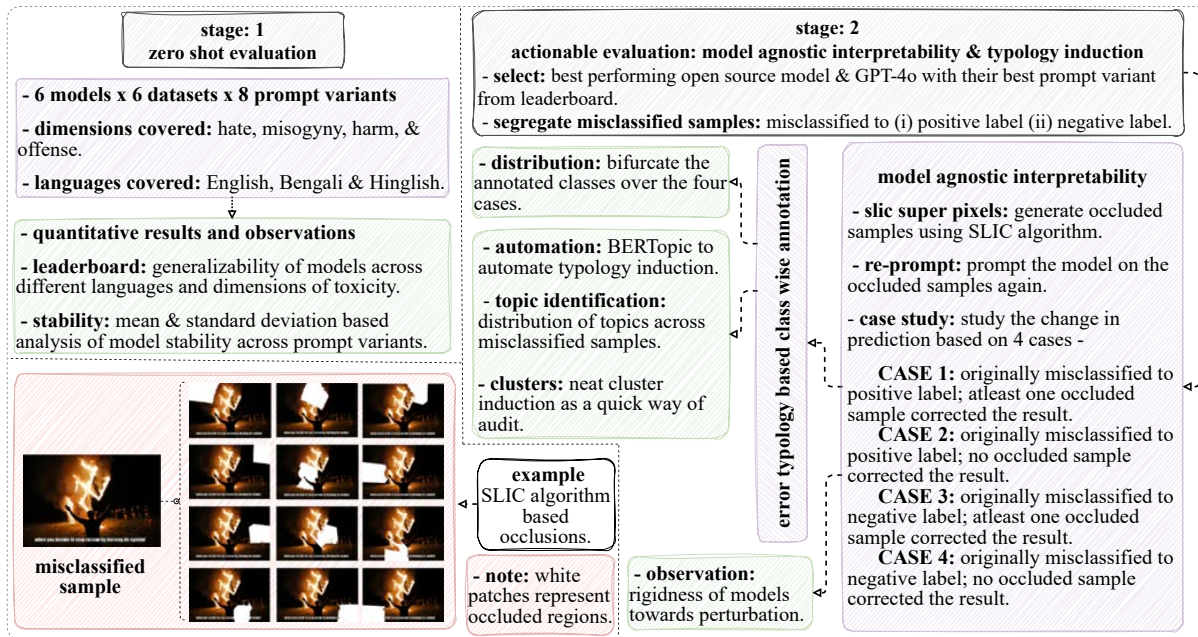 stage: 1
zero shot evaluation
- 6 models x 6 datasets x 8 prompt variants
- dimensions covered: hate, misogyny, harm, &
offense.
- languages covered: English, Bengali & Hinglish.
- quantitative results and observations
- leaderboard: generalizability of models across
different languages and dimensions of toxicity.
- stability: mean & standard deviation based
analysis of model stability across prompt variants.
stage: 2
actionable evaluation: model agnostic interpretability & typology induction
- select: best performing open source model & GPT-4o with their best prompt variant
from leaderboard.
- segregate misclassified samples: misclassified to (i) positive label (ii) negative label.
- distribution: bifurcate the
annotated classes over the four
cases.
- automation: BERTopic to
automate typology induction.
- topic identification:
distribution of topics across
misclassified samples.
- clusters: neat cluster
induction as a quick way of
audit.
error typology based class wise annotation
model agnostic interpretability
- slic super pixels: generate occluded
samples using SLIC algorithm.
- re-prompt: prompt the model on the
occluded samples again.
- case study: study the change in
prediction based on 4 cases -
CASE 1: originally misclassified to
positive label; atleast one occluded
sample corrected the result.
CASE 2: originally misclassified to
positive label; no occluded sample
corrected the result.
CASE 3: originally misclassified to
negative label; atleast one occluded
sample corrected the result.
CASE 4: originally misclassified to
negative label; no occluded sample
corrected the result.
misclassified
sample
example
SLIC algorithm
based
occlusions.
- note: white
patches represent
occluded regions.
- observation:
rigidness of models
towards perturbation.